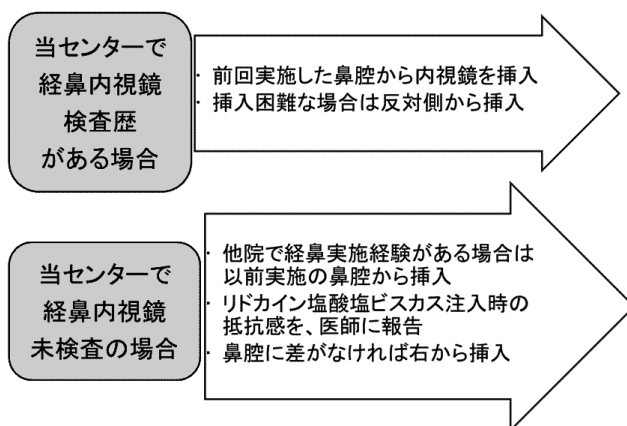 当センターで
経鼻内視鏡
検査歴
がある場合
・ 前回実施した鼻腔から内視鏡を挿入
・ 挿入困難な場合は反対側から挿入
当センターで
経鼻内視鏡
未検査の場合
・ 他院で経鼻実施経験がある場合は
以前実施の鼻腔から挿入
・ リドカイン塩酸塩ビスカス注入時の
抵抗感を、医師に報告
・ 鼻腔に差がなければ右から挿入